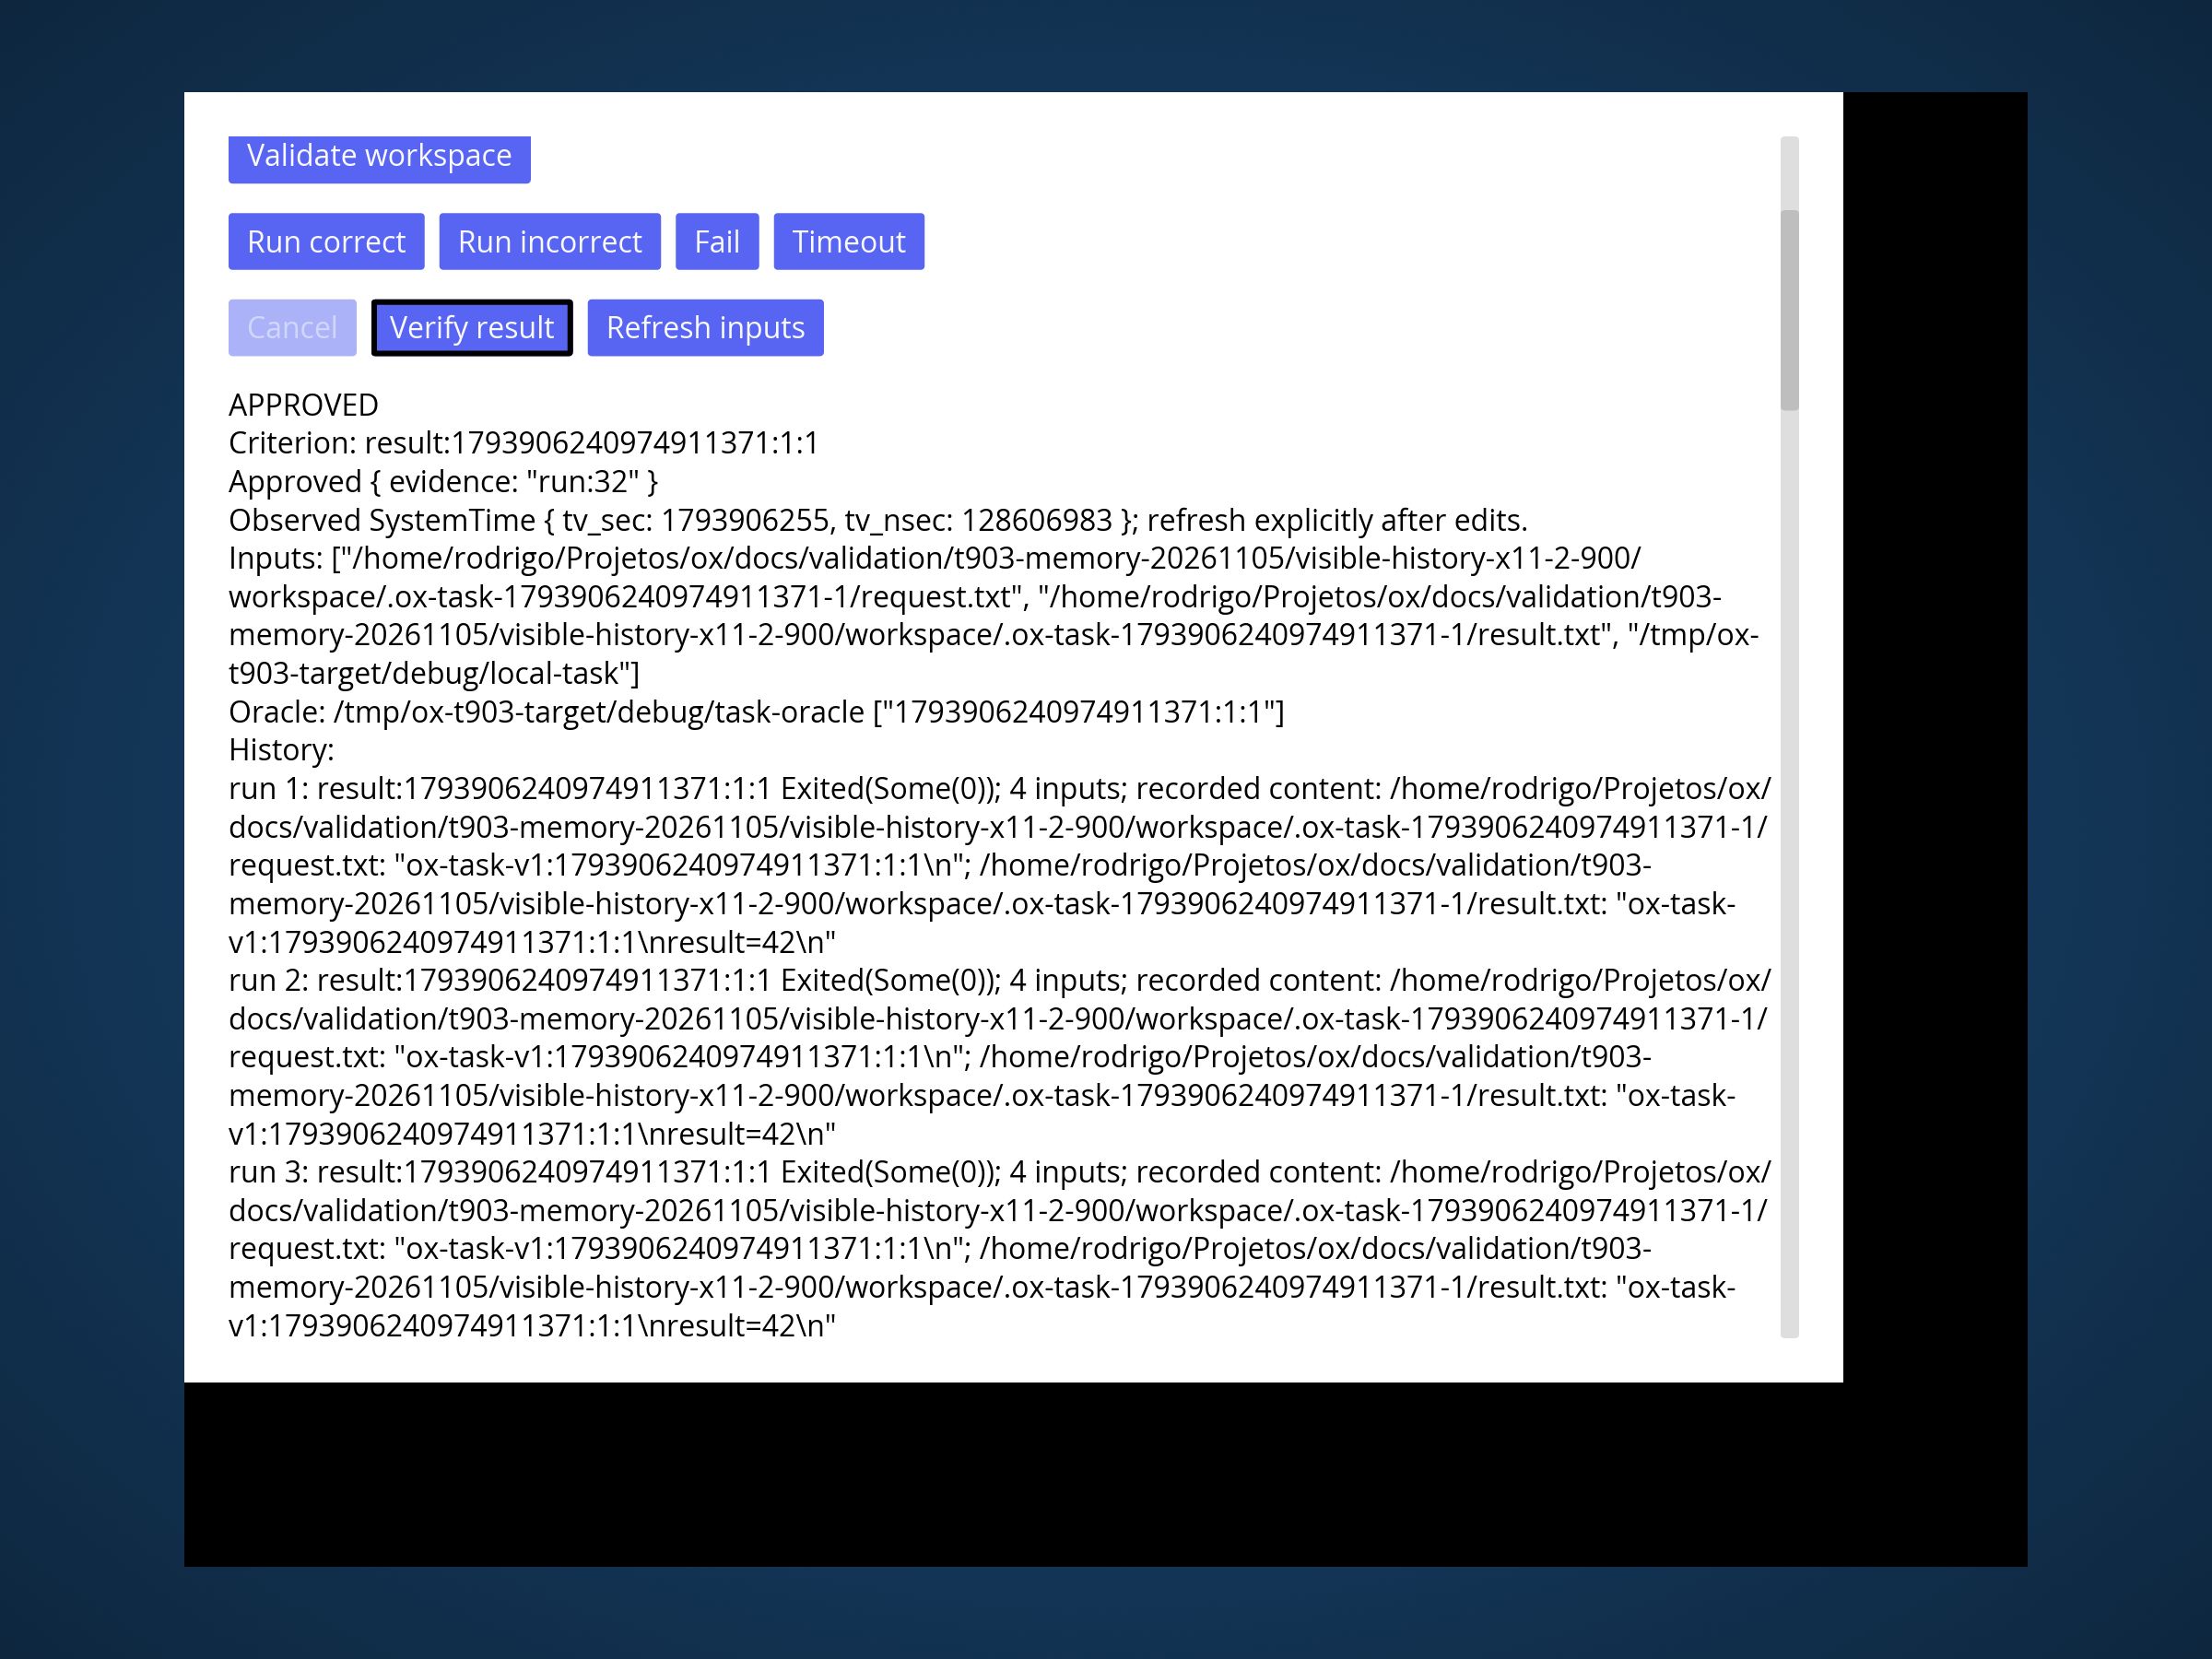 Validate workspace
Run correct Run incorrect Fail Timeout
Cancel Verify result Refresh inputs
APPROVED
Criterion: result:1793906240974911371:1:1
Approved { evidence: "run:32" }
Observed SystemTime { tv_sec: 1793906255, tv_nsec: 128606983 }; refresh explicitly after edits.
Inputs: ["/home/rodrigo/Projetos/ox/docs/validation/t903-memory-20261105/visible-history-x11-2-900/
workspace/.ox-task-1793906240974911371-1/request.txt", "/home/rodrigo/Projetos/ox/docs/validation/t903-
memory-20261105/visible-history-x11-2-900/workspace/.ox-task-1793906240974911371-1/result.txt", "/tmp/ox-
t903-target/debug/local-task"]
Oracle: /tmp/ox-t903-target/debug/task-oracle ["1793906240974911371:1:1"]
History:
run 1: result:1793906240974911371:1:1 Exited(Some(0)); 4 inputs; recorded content: /home/rodrigo/Projetos/ox/
docs/validation/t903-memory-20261105/visible-history-x11-2-900/workspace/.ox-task-1793906240974911371-1/
request.txt: "ox-task-v1:1793906240974911371:1:1\n"; /home/rodrigo/Projetos/ox/docs/validation/t903-
memory-20261105/visible-history-x11-2-900/workspace/.ox-task-1793906240974911371-1/result.txt: "ox-task-
v1:1793906240974911371:1:1\nresult=42\n"
run 2: result:1793906240974911371:1:1 Exited(Some(0)); 4 inputs; recorded content: /home/rodrigo/Projetos/ox/
docs/validation/t903-memory-20261105/visible-history-x11-2-900/workspace/.ox-task-1793906240974911371-1/
request.txt: "ox-task-v1:1793906240974911371:1:1\n"; /home/rodrigo/Projetos/ox/docs/validation/t903-
memory-20261105/visible-history-x11-2-900/workspace/.ox-task-1793906240974911371-1/result.txt: "ox-task-
v1:1793906240974911371:1:1\nresult=42\n"
run 3: result:1793906240974911371:1:1 Exited(Some(0)); 4 inputs; recorded content: /home/rodrigo/Projetos/ox/
docs/validation/t903-memory-20261105/visible-history-x11-2-900/workspace/.ox-task-1793906240974911371-1/
request.txt: "ox-task-v1:1793906240974911371:1:1\n"; /home/rodrigo/Projetos/ox/docs/validation/t903-
memory-20261105/visible-history-x11-2-900/workspace/.ox-task-1793906240974911371-1/result.txt: "ox-task-
v1:1793906240974911371:1:1\nresult=42\n"